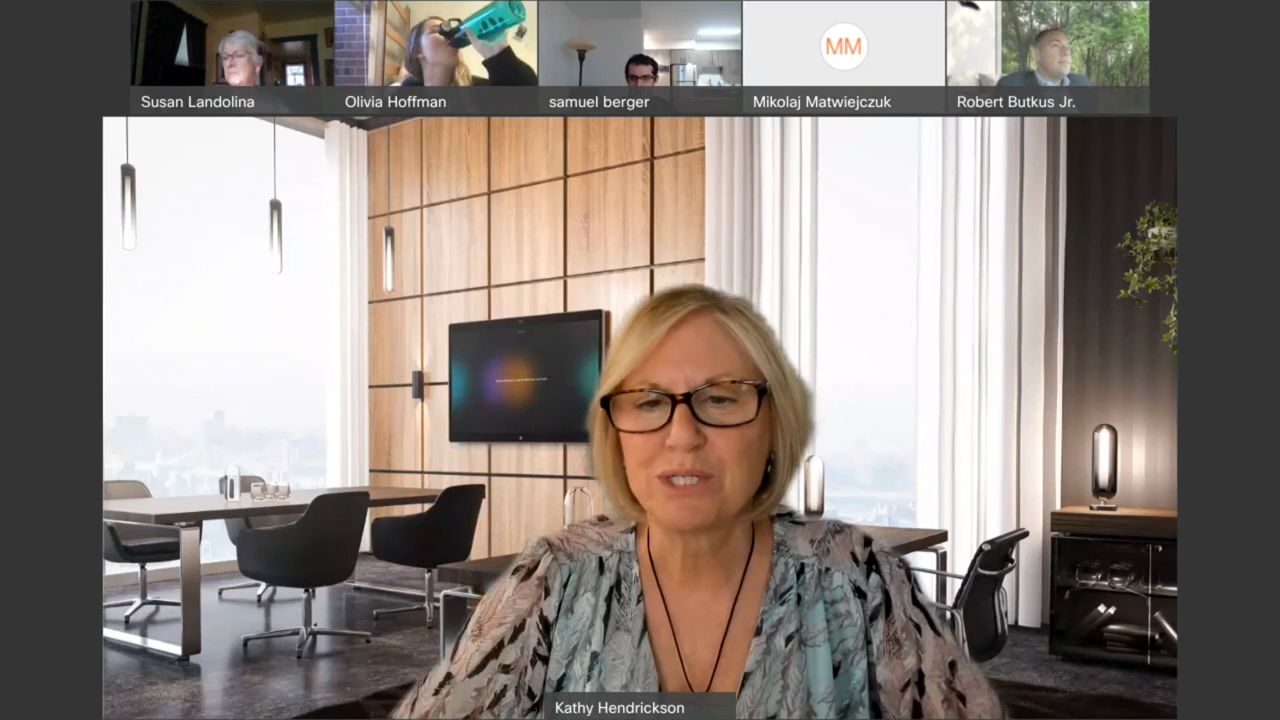 Susan Landolina
Olivia Hoffman
samuel berger
MM
Mikolaj Matwiejczuk
Robert Butkus Jr.
Kathy Hendrickson